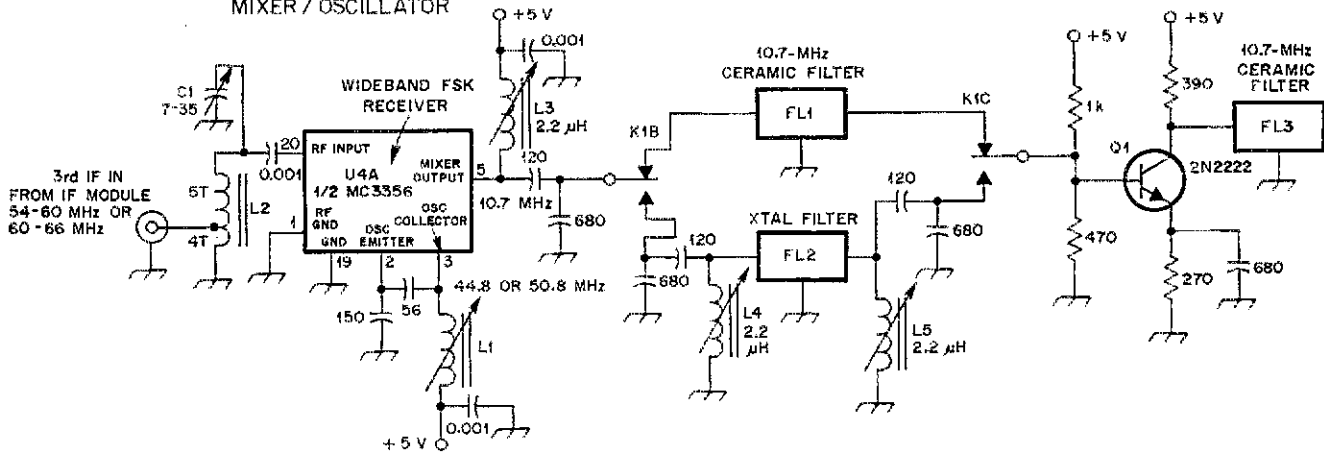 MIXER / OSCILLATOR
+5 V
0.001
C1
7-35
WIDEBAND FSK
RECEIVER
L3
2.2 µH
10.7-MHz
CERAMIC FILTER
FL1
K1B
K1C
+5 V
1k
+5 V
390
10.7-MHz
CERAMIC
FILTER
FL3
Q1
2N2222
20
0.001
RF INPUT
U4A
1/2 MC3356
MIXER
OUTPUT
5
120
10.7 MHz
680
3rd IF IN
FROM IF MODULE
54-60 MHz OR
60-66 MHz
5T
4T
L2
1
RF
GND
GND
OSC
EMITTER
OSC
COLLECTOR
19
2
3
44.8 OR 50.8 MHz
150
56
L1
0.001
+5 V
680
120
XTAL FILTER
FL2
L4
2.2
µH
120
680
L5
2.2 µH
470
270
680